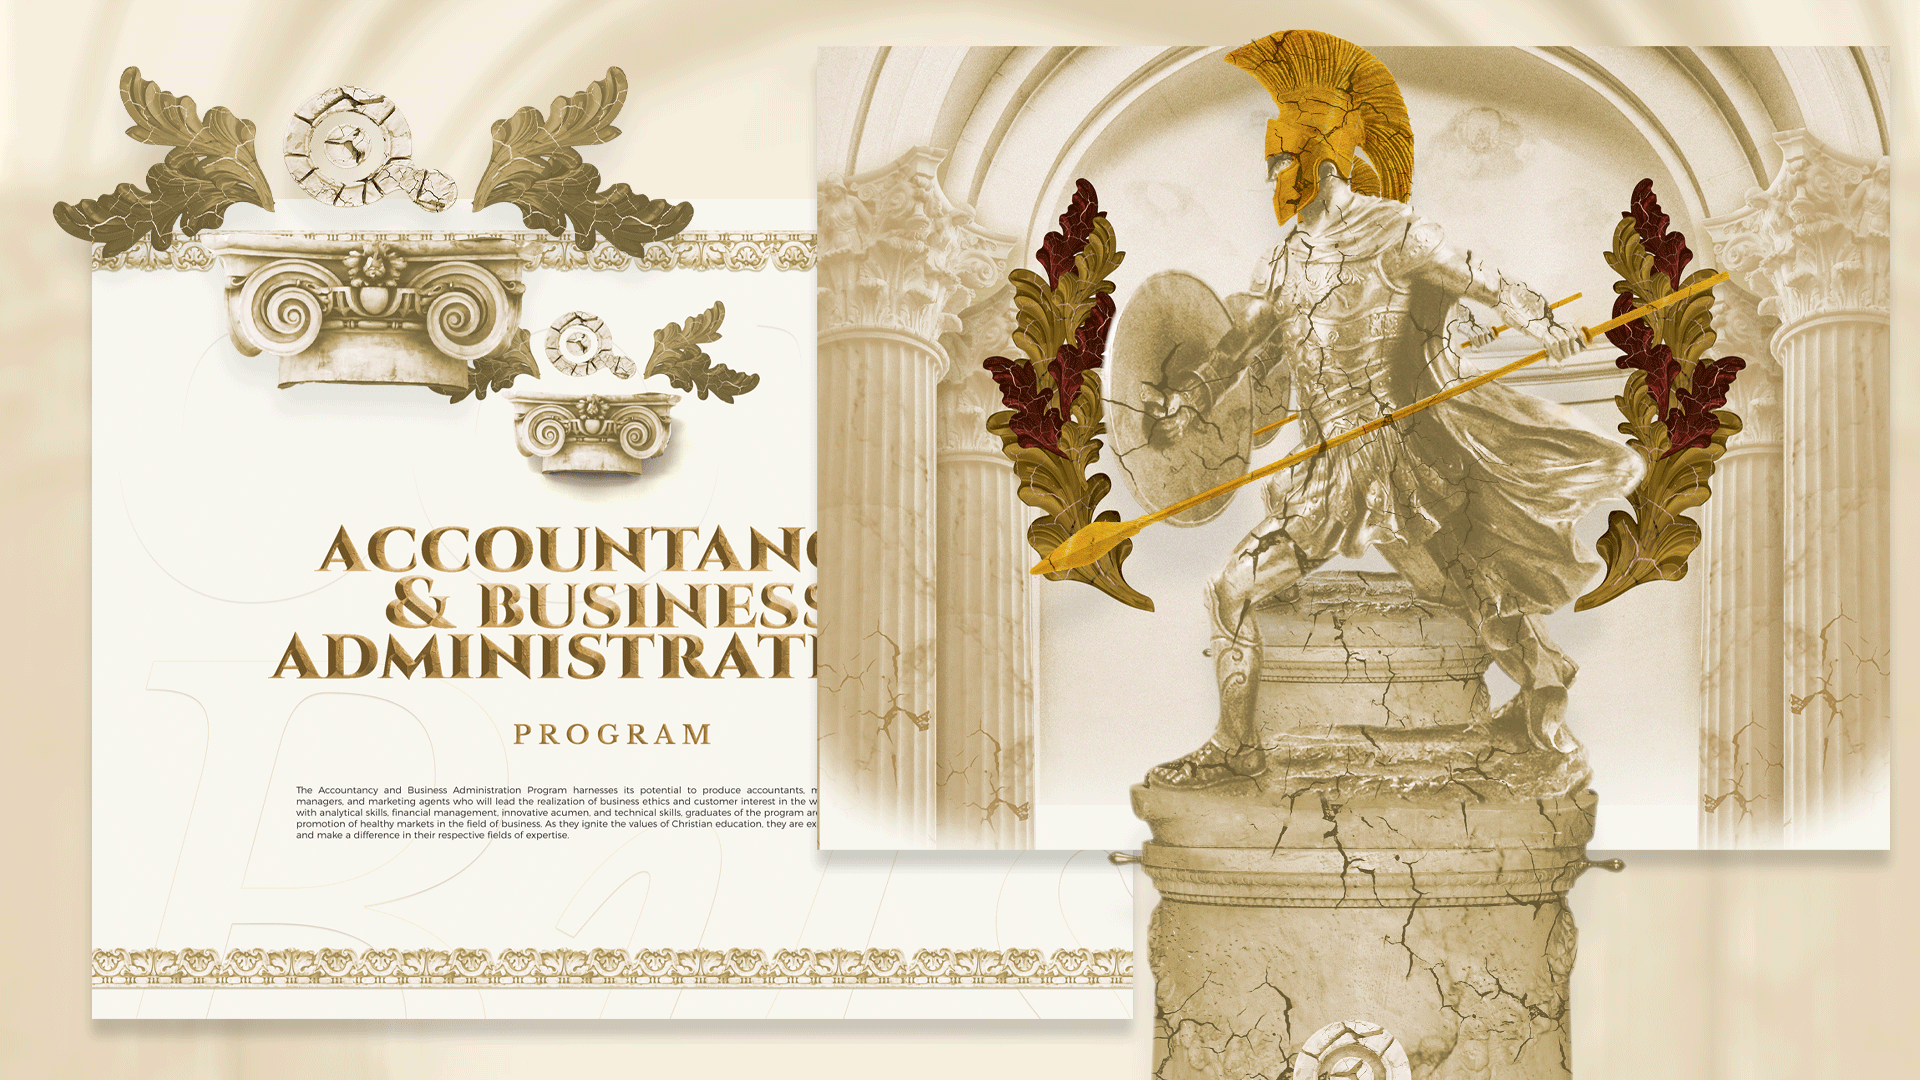 ACCOUNTANC
& BUSINESS
ADMINISTRATI
PROGRAM
The Accountancy and Business Administration Program harnesses its potential to produce accountants,
managers, and marketing agents who will lead the realization of business ethics and customer interest in the
with analytical skills, financial management, innovative acumen, and technical skills, graduates of the program are
promotion of healthy markets in the field of business. As they ignite the values of Christian education, they are
and make a difference in their respective fields of expertise.